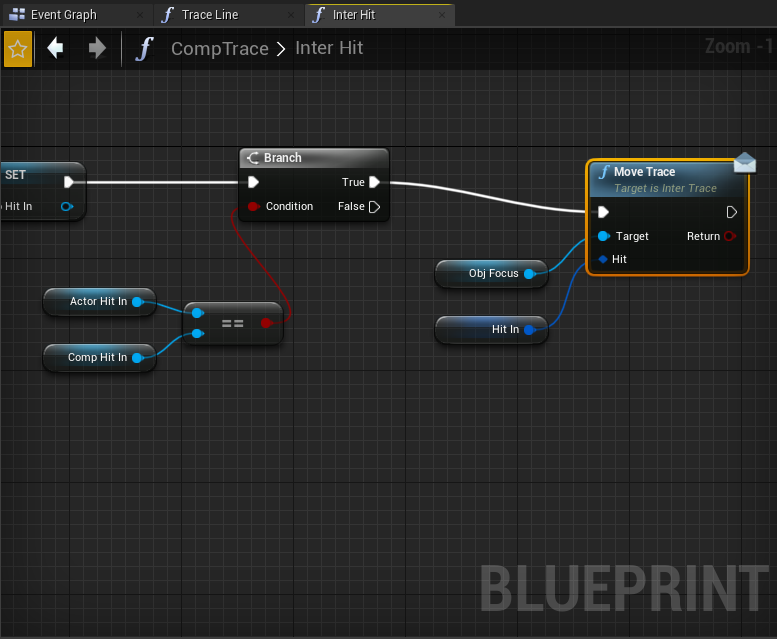 Event Graph
Trace Line
Inter Hit
CompTrace > Inter Hit
Zoom -1
SET
Hit In
Branch
True
Condition
False
Move Trace
Target is Inter Trace
Target
Return
Hit
Obj Focus
Hit In
Actor Hit In
Comp Hit In
==
BLUEPRINT